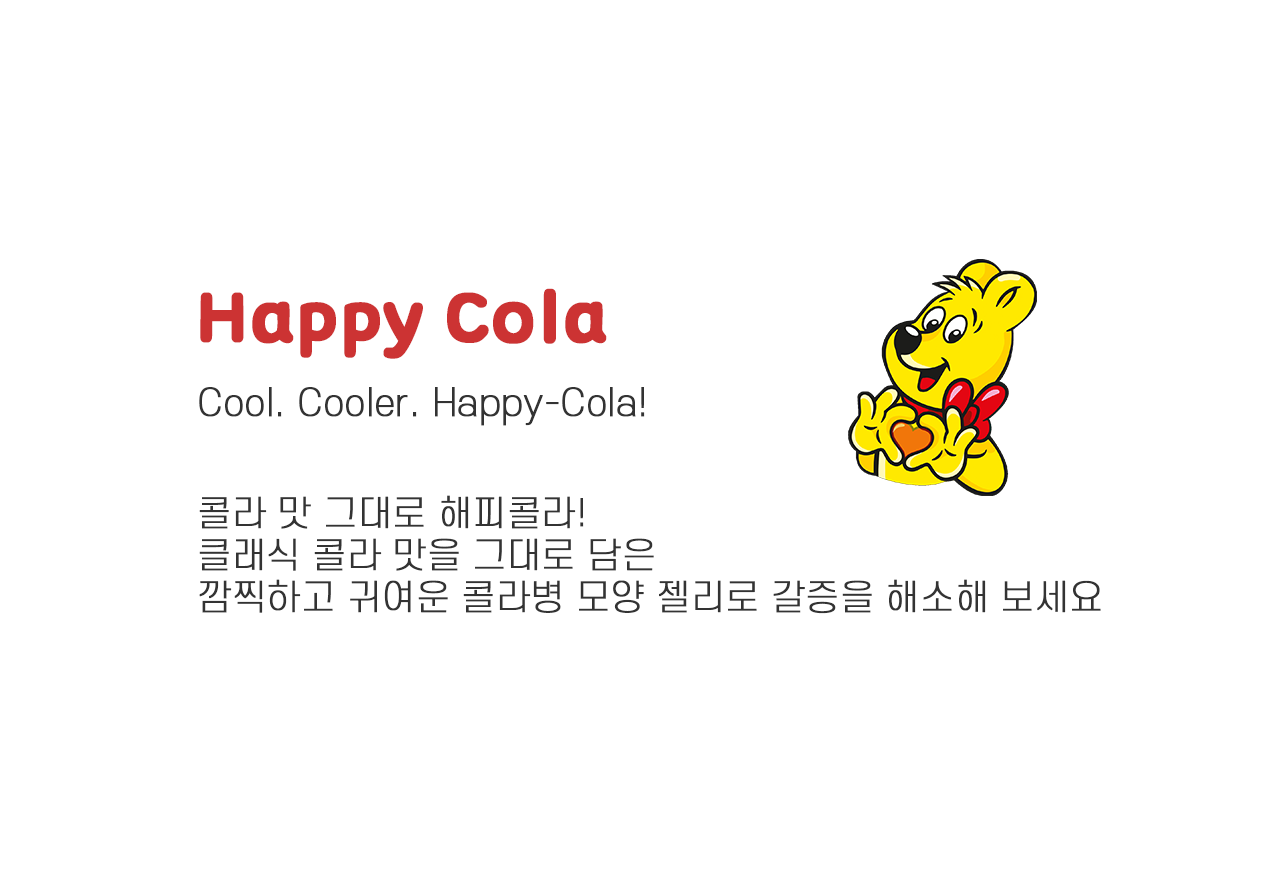 Happy Cola
Cool. Cooler. Happy-Cola!
콜라 맛 그대로 해피콜라!
클래식 콜라 맛을 그대로 담은
깜찍하고 귀여운 콜라병 모양 젤리로 갈증을 해소해 보세요